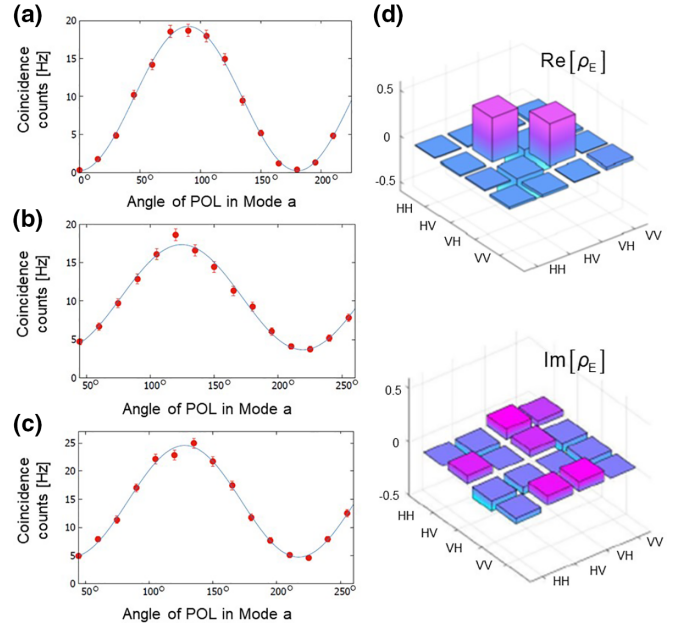 (a)
Coincidence
counts [Hz]
20
15
10
5
0
0° 50° 100° 150° 200°
Angle of POL in Mode a
(b)
Coincidence
counts [Hz]
20
15
10
5
0
50° 100° 150° 200° 250°
Angle of POL in Mode a
(c)
Coincidence
counts [Hz]
25
20
15
10
5
0
50° 100° 150° 200° 250°
Angle of POL in Mode a
(d)
Re[ρE]
0.5
0
-0.5
HH HV VH VV
HH HV VH VV
Im[ρE]
0.5
0
-0.5
HH HV VH VV
HH HV VH VV